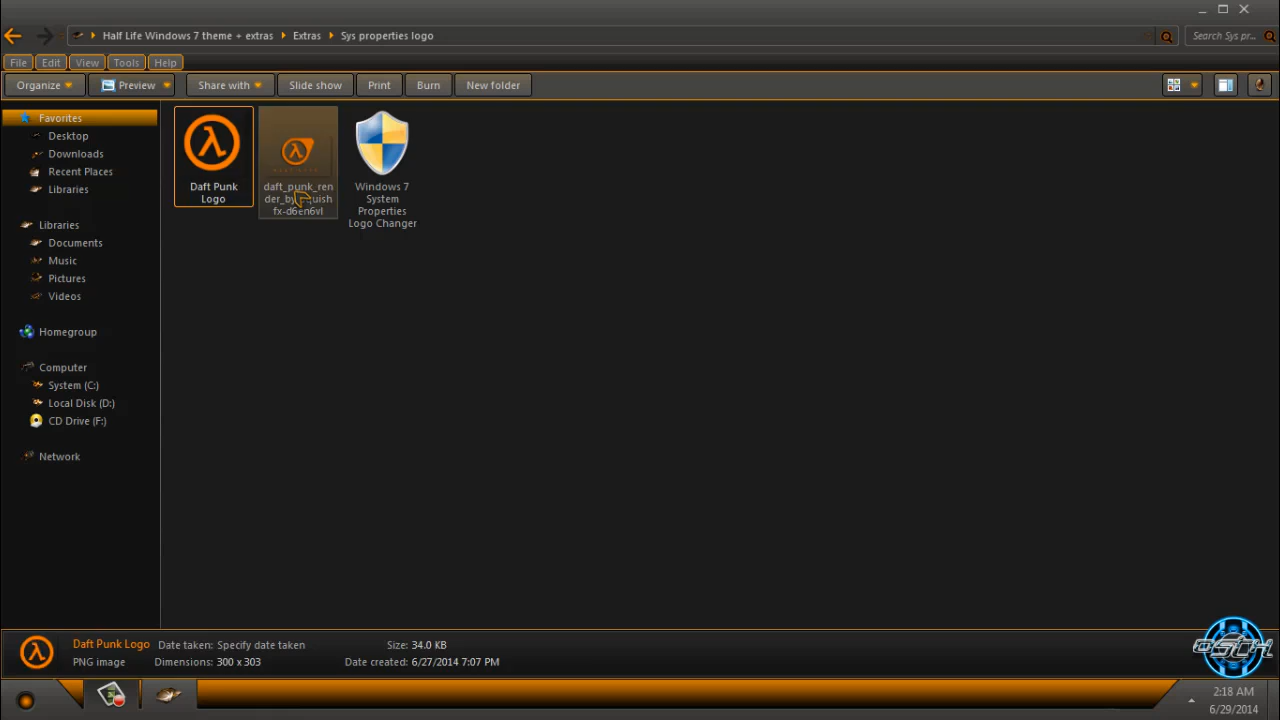 Half Life Windows 7 theme + extras Extras Sys properties logo
Search Sys pr...
File Edit View Tools Help
Organize Preview Share with Slide show Print Burn New folder
Favorites
Desktop
Downloads
Recent Places
Libraries
Libraries
Documents
Music
Pictures
Videos
Homegroup
Computer
System (C:)
Local Disk (D:)
CD Drive (F:)
Network
Daft Punk
Logo
daft_punk_ren
fx-d6en6vl
Windows 7
System
Properties
Logo Changer
Daft Punk Logo Date taken: Specify date taken Size: 34.0 KB
PNG image Dimensions: 300 x 303 Date created: 6/27/2014 7:07 PM
2:18 AM
6/29/2014